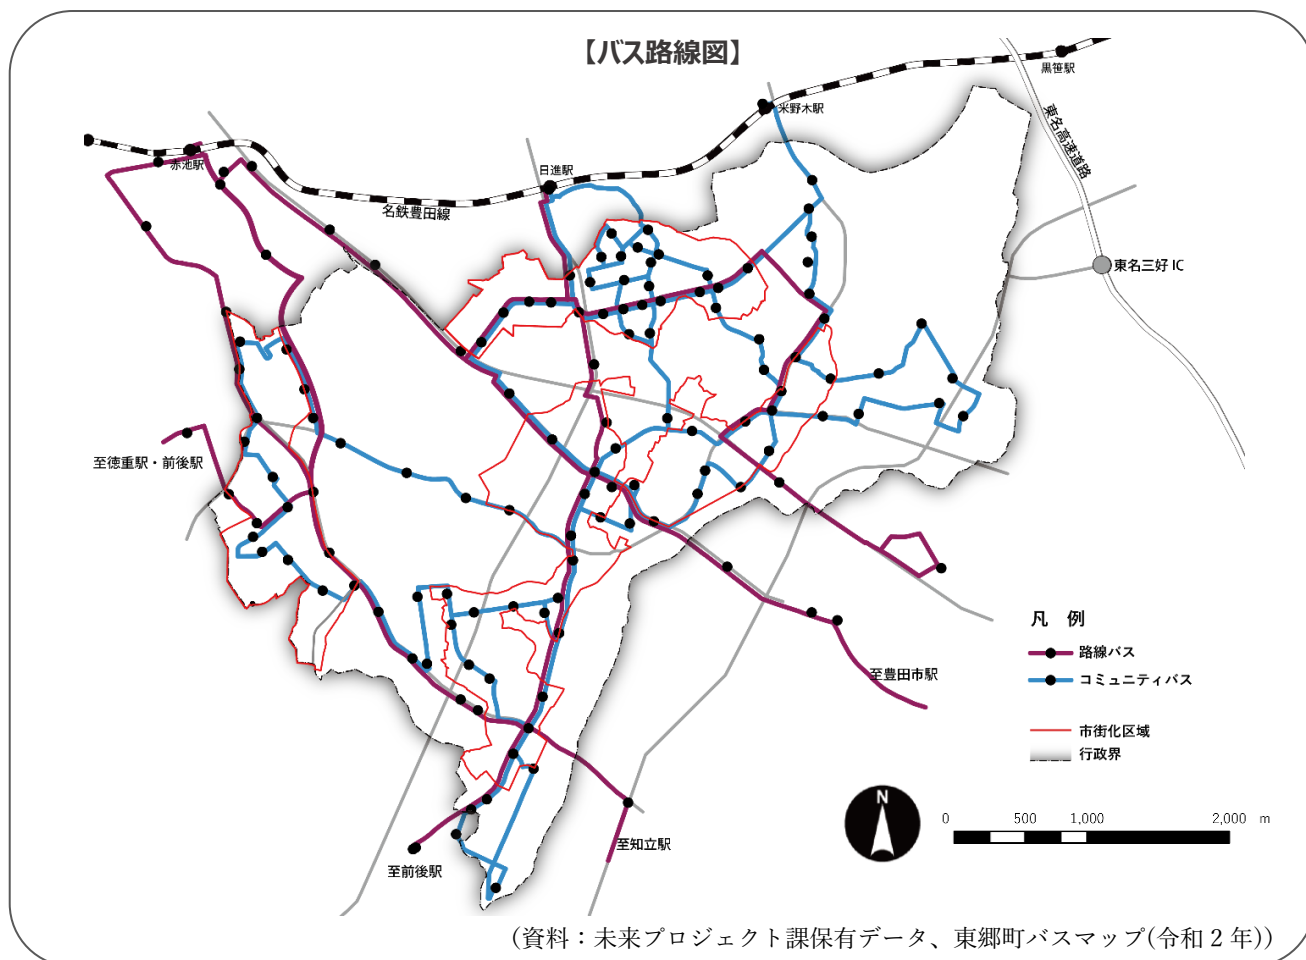 【バス路線図】
黒笹駅
米野木駅
東名高速道路
赤池駅
日進駅
名鉄豊田線
東名三好 IC
至徳重駅・前後駅
凡 例
路線バス
コミュニティバス
至豊田市駅
市街化区域
行政界
N
0 500 1,000 2,000 m
至知立駅
至前後駅
(資料：未来プロジェクト課保有データ、東郷町バスマップ(令和 2 年))